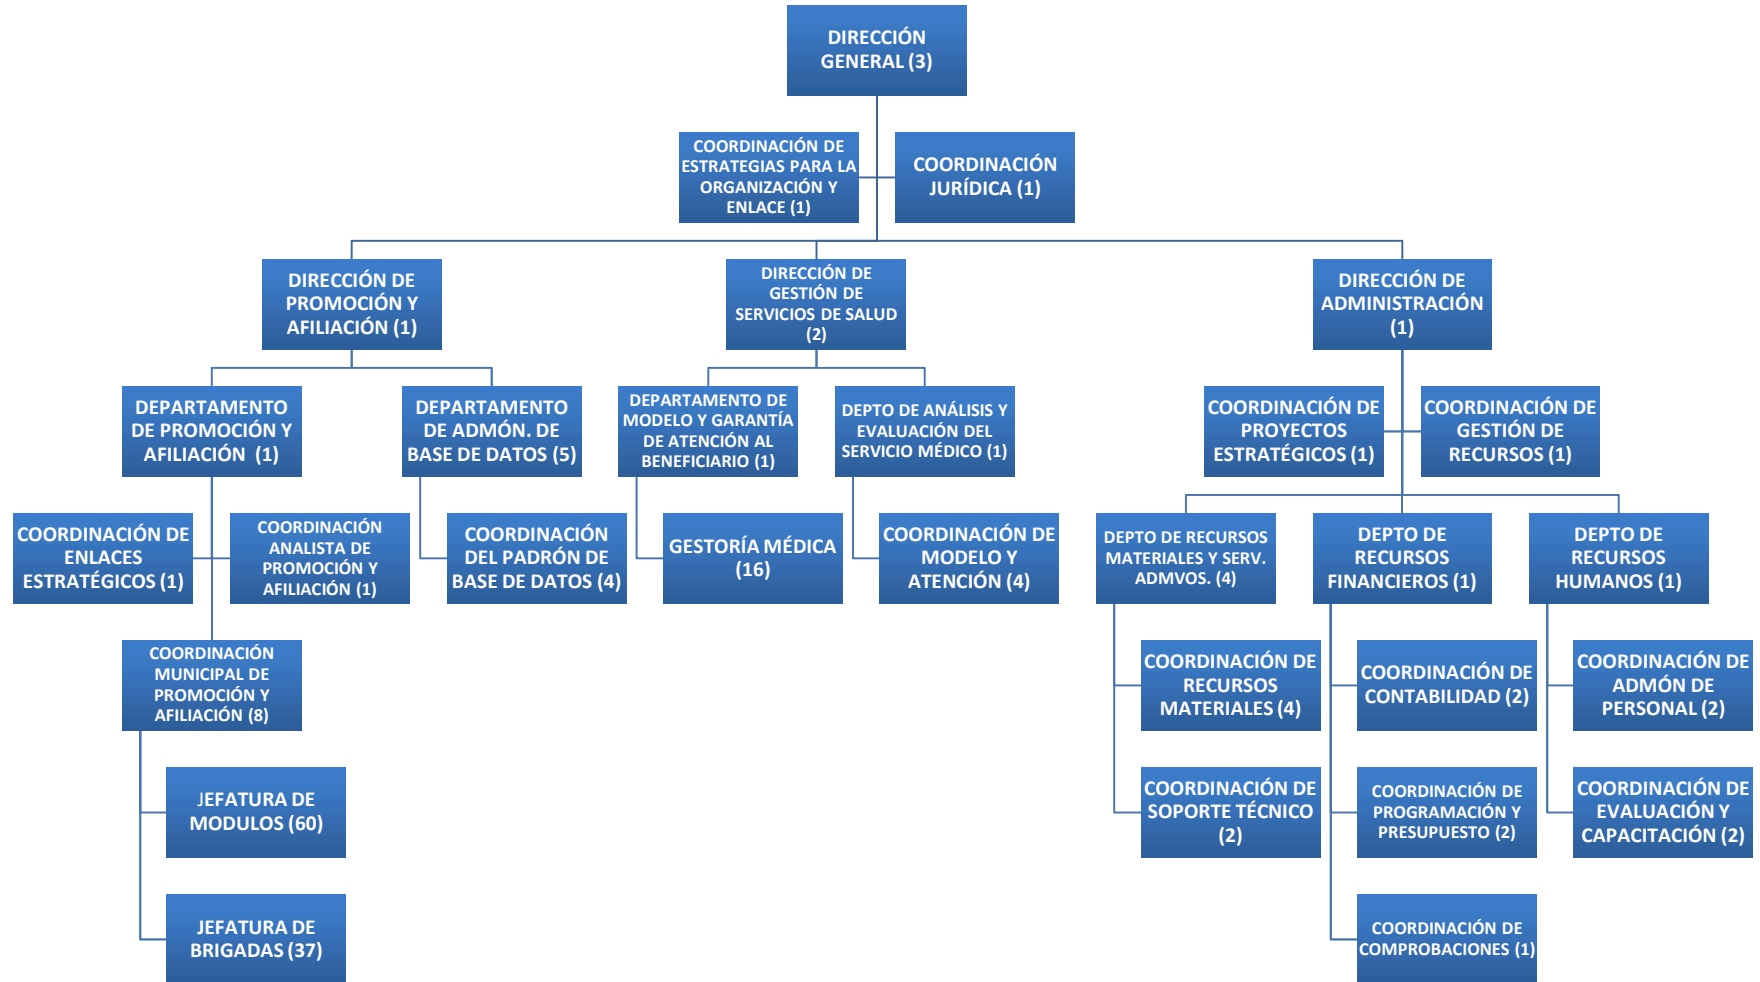 DIRECCIÓN
GENERAL (3)
COORDINACIÓN DE
ESTRATEGIAS PARA LA
ORGANIZACIÓN Y
ENLACE (1)
COORDINACIÓN
JURÍDICA (1)
DIRECCIÓN DE
PROMOCIÓN Y
AFILIACIÓN (1)
DIRECCIÓN DE
GESTIÓN DE
SERVICIOS DE SALUD
(2)
DIRECCIÓN DE
ADMINISTRACIÓN
(1)
DEPARTAMENTO
DE PROMOCIÓN Y
AFILIACIÓN (1)
DEPARTAMENTO
DE ADMÓN. DE
BASE DE DATOS (5)
DEPARTAMENTO DE
MODELO Y GARANTÍA
DE ATENCIÓN AL
BENEFICIARIO (1)
DEPTO DE ANÁLISIS Y
EVALUACIÓN DEL
SERVICIO MÉDICO (1)
COORDINACIÓN DE
PROYECTOS
ESTRATÉGICOS (1)
COORDINACIÓN DE
GESTIÓN DE
RECURSOS (1)
COORDINACIÓN DE
ENLACES
ESTRATÉGICOS (1)
COORDINACIÓN
ANALISTA DE
PROMOCIÓN Y
AFILIACIÓN (1)
COORDINACIÓN
DEL PADRÓN DE
BASE DE DATOS (4)
GESTORÍA MÉDICA
(16)
COORDINACIÓN DE
MODELO Y
ATENCIÓN (4)
DEPTO DE RECURSOS
MATERIALES Y SERV.
ADMVOS. (4)
DEPTO DE
RECURSOS
FINANCIEROS (1)
DEPTO DE
RECURSOS
HUMANOS (1)
COORDINACIÓN
MUNICIPAL DE
PROMOCIÓN Y
AFILIACIÓN (8)
COORDINACIÓN DE
RECURSOS
MATERIALES (4)
COORDINACIÓN DE
CONTABILIDAD (2)
COORDINACIÓN DE
ADMÓN DE
PERSONAL (2)
JEFATURA DE
MODULOS (60)
COORDINACIÓN DE
SOPORTE TÉCNICO
(2)
COORDINACIÓN DE
PROGRAMACIÓN Y
PRESUPUESTO (2)
COORDINACIÓN DE
EVALUACIÓN Y
CAPACITACIÓN (2)
JEFATURA DE
BRIGADAS (37)
COORDINACIÓN DE
COMPROBACIONES (1)